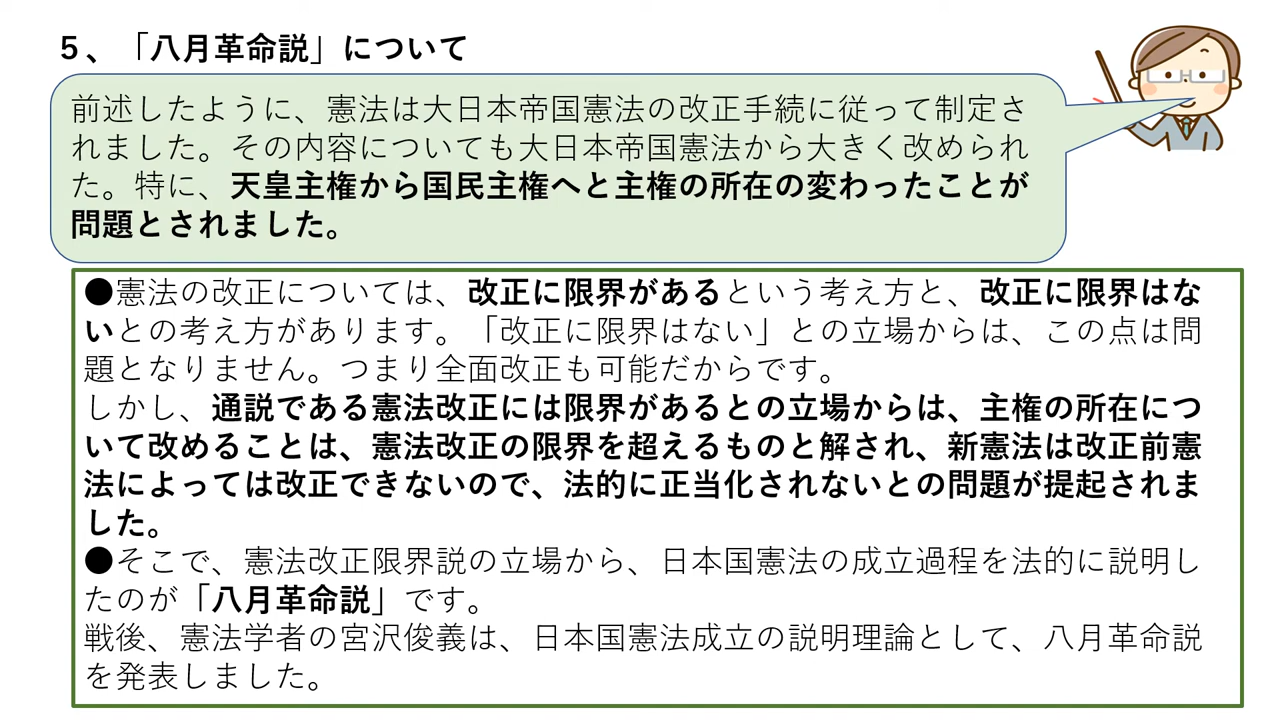 ５、「八月革命説」について
前述したように、憲法は大日本帝国憲法の改正手続に従って制定さ
れました。その内容についても大日本帝国憲法から大きく改められ
た。特に、天皇主権から国民主権へと主権の所在の変わったことが
問題とされました。
●憲法の改正については、改正に限界があるという考え方と、改正に限界はな
いとの考え方があります。「改正に限界はない」との立場からは、この点は問
題となりません。つまり全面改正も可能だからです。
しかし、通説である憲法改正には限界があるとの立場からは、主権の所在につ
いて改めることは、憲法改正の限界を超えるものと解され、新憲法は改正前憲
法によっては改正できないので、法的に正当化されないとの問題が提起されま
した。
●そこで、憲法改正限界説の立場から、日本国憲法の成立過程を法的に説明し
たのが「八月革命説」です。
戦後、憲法学者の宮沢俊義は、日本国憲法成立の説明理論として、八月革命説
を発表しました。